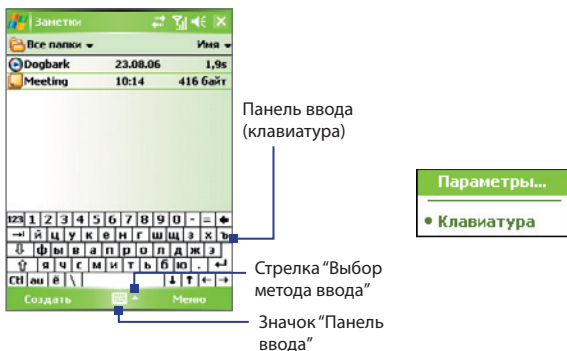 Заметки
Все папки Имя
Dogbark 23.08.06 1,9s
Meeting 10:14 416 байт
Панель ввода
(клавиатура)
Параметры...
Клавиатура
123 1 2 3 4 5 6 7 8 9 0 - =
й ц у к е н г ш щ з х ъ
ф ы в а п р о л д ж э
я ч с м и т ь б ю .
Ctl аü ё \
Стрелка “Выбор
метода ввода”
Создать Меню
Значок “Панель
ввода”